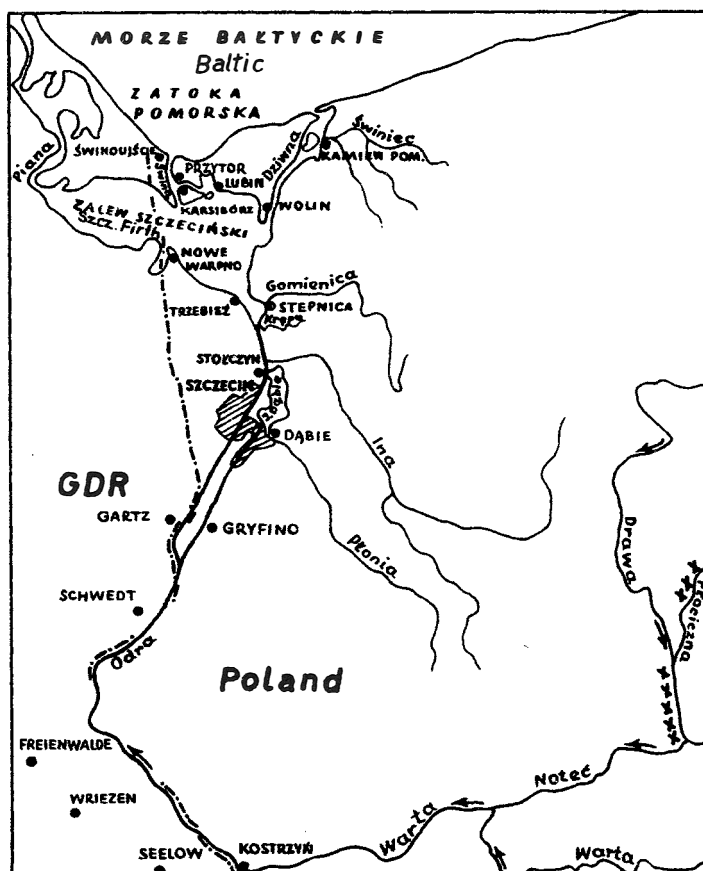 MORZE BAŁTYCKIE
Baltic
ZATOKA
POMORSKA
Piana
ŚWINOUJŚCIE
Świna
PRZYTOR
LUBIN
KARSIBÓRZ
Dziwna
Świniec
KAMIEŃ POM.
WOLIN
ZALEW SZCZECIŃSKI
Szcz. Firth
NOWE
WARPNO
TRZEBIEŻ
Gomienica
STEPNICA
Krępa
STOŁCZYN
SZCZECIN
DĄBIE
Ina
Płonia
GDR
GARTZ
GRYFINO
SCHWEDT
Odra
Poland
Drawa
Płociczna
FREIENWALDE
WRIEZEN
SEELOW
KOSTRZYŃ
Warta
Noteć
Warta